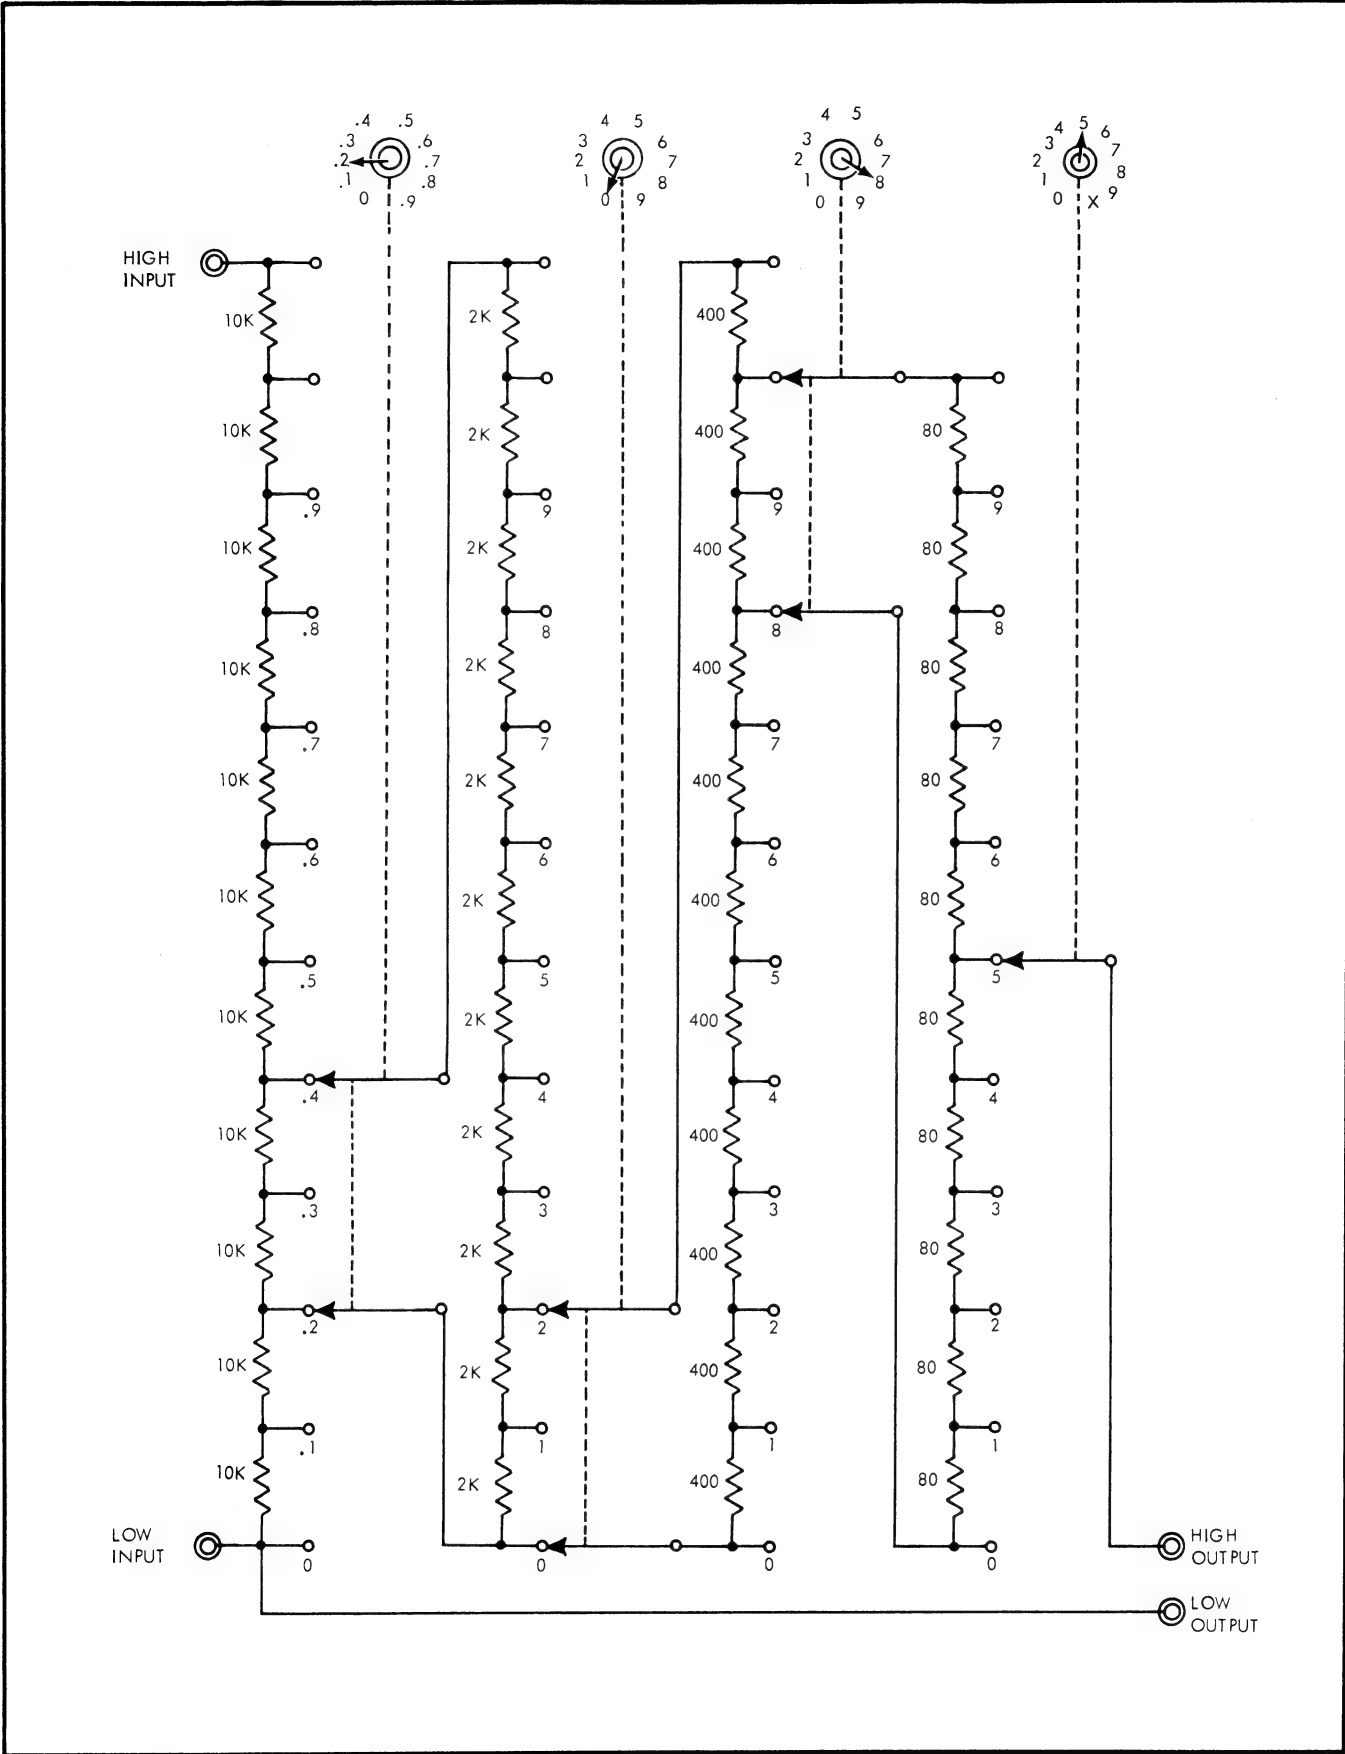 .4 .5
.3 .6
.2 .7
.1 .8
0 .9
4 5
3 6
2 7
1 8
0 9
4 5
3 6
2 7
1 8
0 9
4 5 6
3 7
2 8
1 9
0 X
HIGH
INPUT
10K
10K
10K
10K
10K
10K
10K
10K
10K
10K
10K
.9
.8
.7
.6
.5
.4
.3
.2
.1
0
LOW
INPUT
2K
2K
2K
2K
2K
2K
2K
2K
2K
2K
2K
9
8
7
6
5
4
3
2
1
0
400
400
400
400
400
400
400
400
400
400
400
9
8
7
6
5
4
3
2
1
0
80
80
80
80
80
80
80
80
80
80
9
8
7
6
5
4
3
2
1
0
HIGH
OUTPUT
LOW
OUTPUT